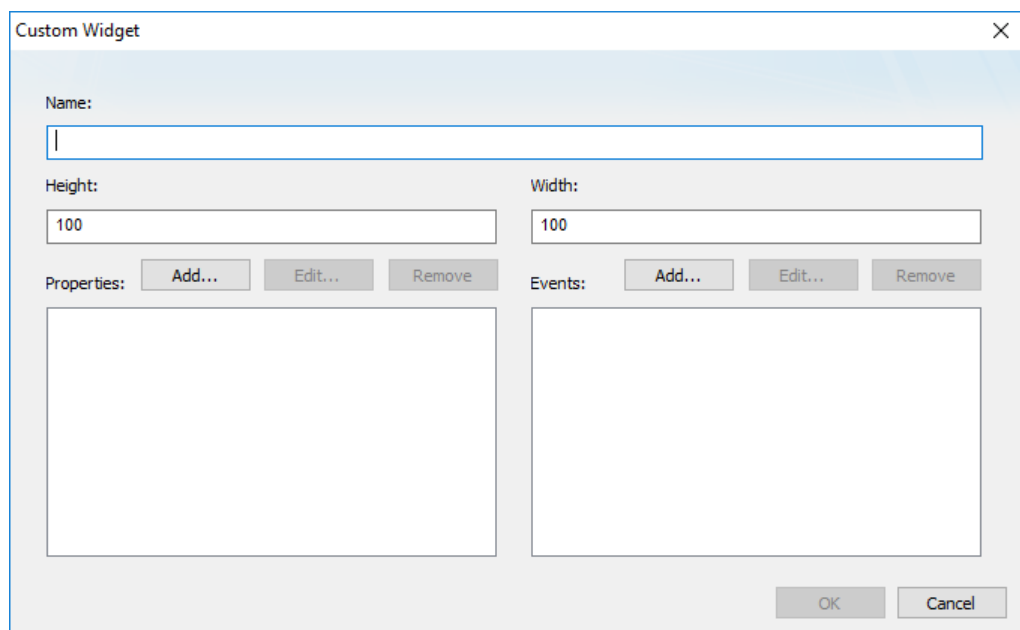 Custom Widget
Name:
Height: Width:
100 100
Properties: Add... Edit... Remove Events: Add... Edit... Remove
OK Cancel